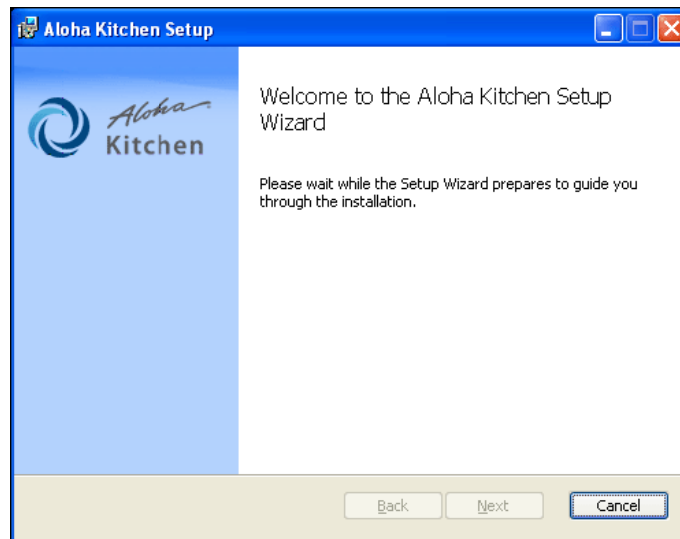 Aloha Kitchen Setup
Aloha
Kitchen
Welcome to the Aloha Kitchen Setup
Wizard
Please wait while the Setup Wizard prepares to guide you
through the installation.
Back
Next
Cancel